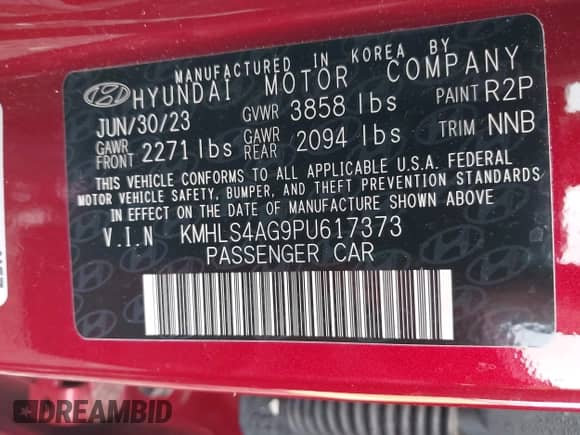 MANUFACTURED IN KOREA BY
HYUNDAI MOTOR COMPANY
JUN/30/23 GVWR 3858 lbs PAINT R2P
GAWR FRONT 2271 lbs GAWR REAR 2094 lbs TRIM NNB
THIS VEHICLE CONFORMS TO ALL APPLICABLE U.S.A. FEDERAL
MOTOR VEHICLE SAFETY, BUMPER, AND THEFT PREVENTION STANDARDS
IN EFFECT ON THE DATE OF MANUFACTURE SHOWN ABOVE
V.I.N KMHLS4AG9PU617373
PASSENGER CAR
DREAMBID